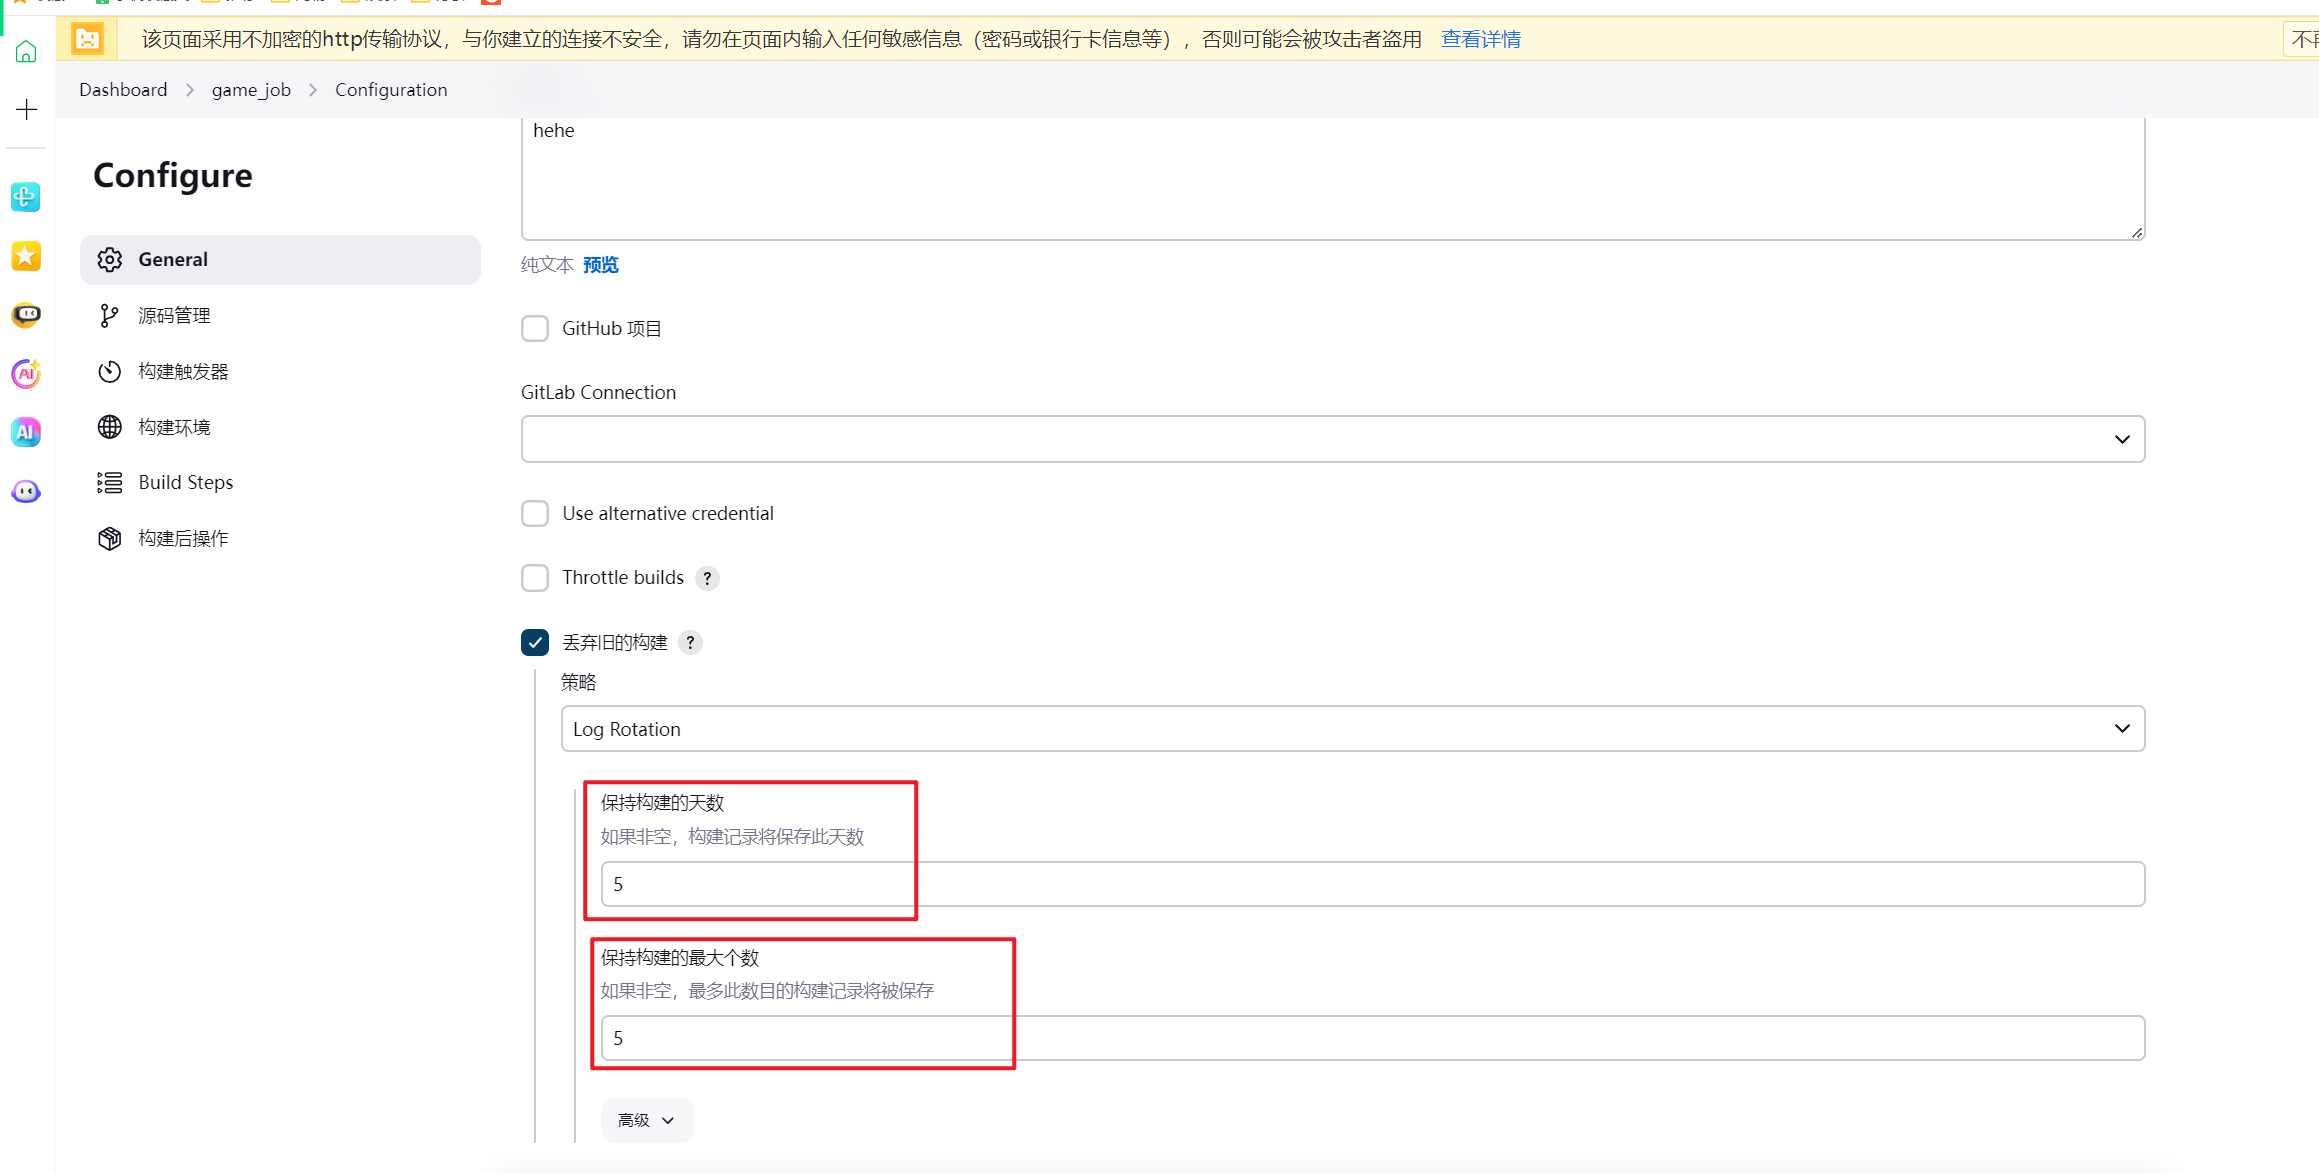 该页面采用不加密的http传输协议，与你建立的连接不安全，请勿在页面内输入任何敏感信息（密码或银行卡信息等），否则可能会被攻击者盗用 查看详情
Dashboard > game_job > Configuration
Configure
General
源码管理
构建触发器
构建环境
Build Steps
构建后操作
hehe
纯文本 预览
GitHub 项目
GitLab Connection
Use alternative credential
Throttle builds ?
丢弃旧的构建 ?
策略
Log Rotation
保持构建的天数
如果非空，构建记录将保存此天数
5
保持构建的最大个数
如果非空，最多此数目的构建记录将被保存
5
高级